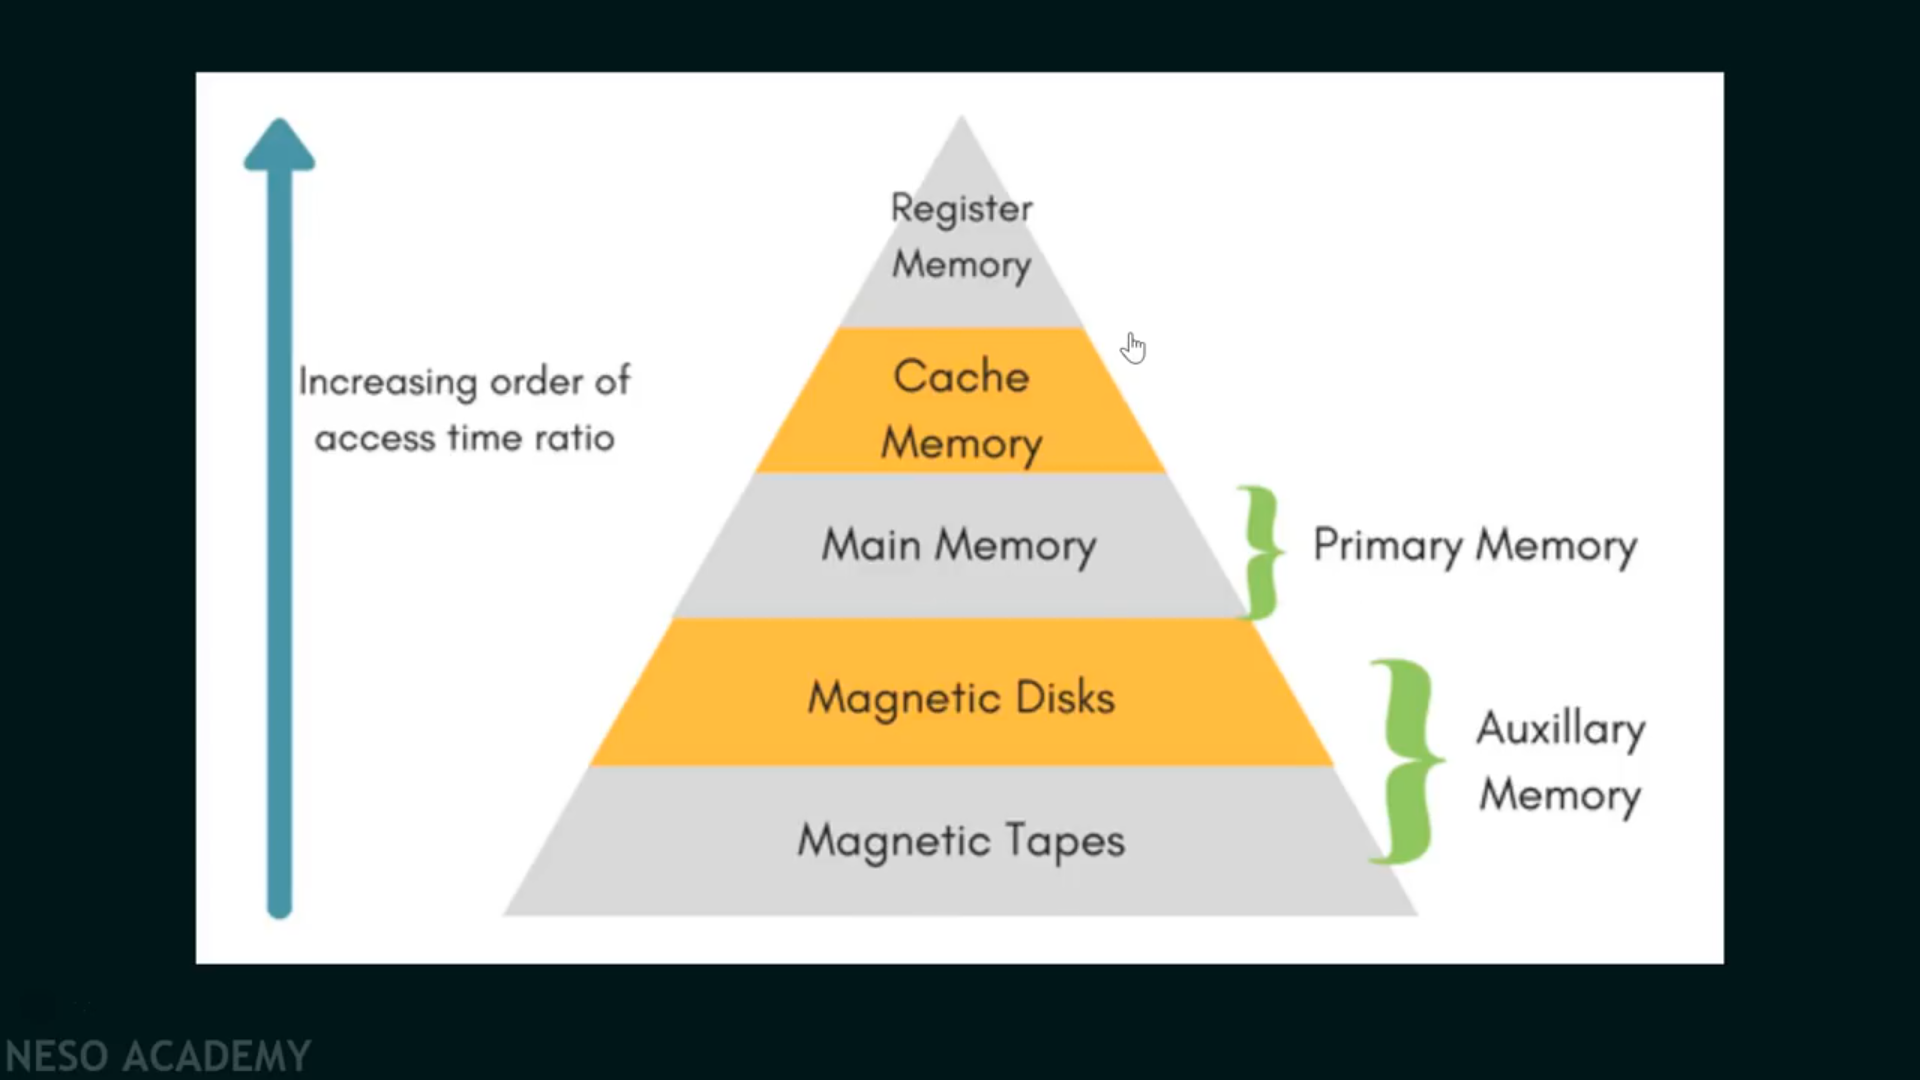 Register
Memory
Increasing order of
access time ratio
Cache
Memory
Main Memory
Primary Memory
Magnetic Disks
Auxillary
Memory
Magnetic Tapes
NESO ACADEMY